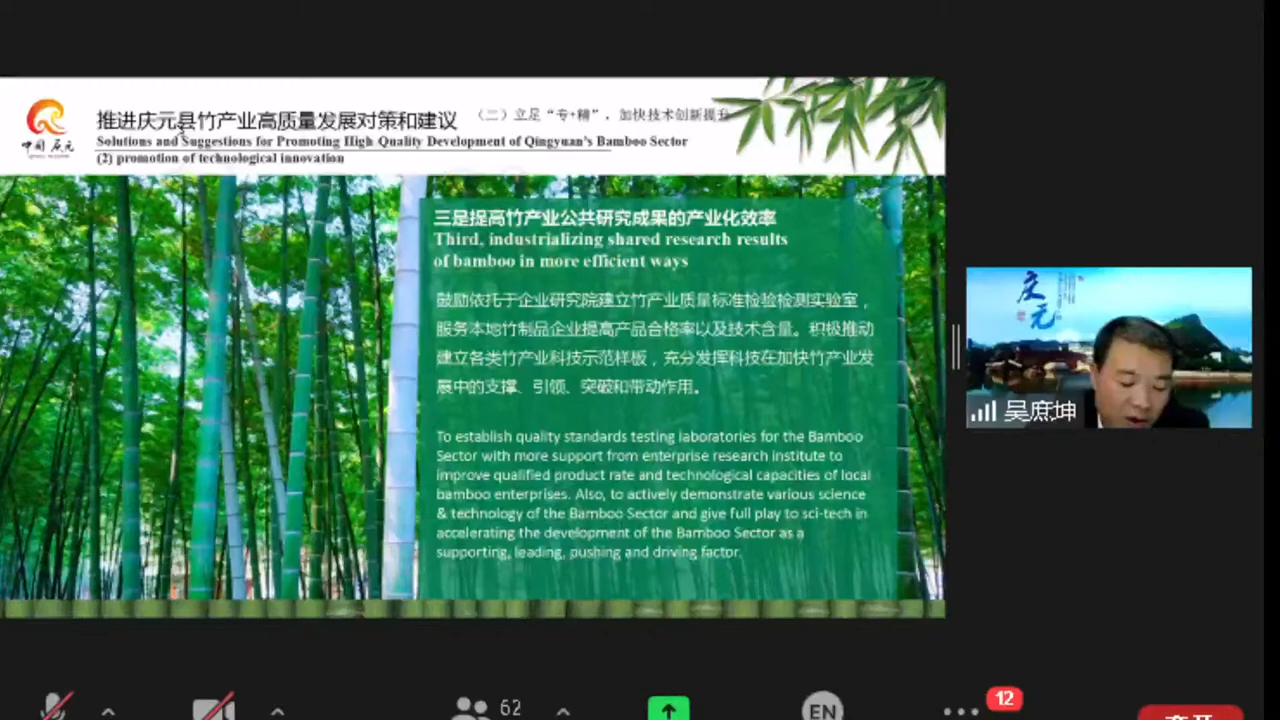 推进庆元县竹产业高质量发展对策和建议
（二）立足“专+精”，加快技术创新提升
Solutions and Suggestions for Promoting High Quality Development of Qingyuan's Bamboo Sector
(2) promotion of technological innovation
中国 庆元
三是提高竹产业公共研究成果的产业化效率
Third, industrializing shared research results
of bamboo in more efficient ways
鼓励依托于企业研究院建立竹产业质量标准检验检测实验室，
服务本地竹制品企业提高产品合格率以及技术含量。积极推动
建立各类竹产业科技示范样板，充分发挥科技在加快竹产业发
展中的支撑、引领、突破和带动作用。
To establish quality standards testing laboratories for the Bamboo
Sector with more support from enterprise research institute to
improve qualified product rate and technological capacities of local
bamboo enterprises. Also, to actively demonstrate various science
& technology of the Bamboo Sector and give full play to sci-tech in
accelerating the development of the Bamboo Sector as a
supporting, leading, pushing and driving factor.
庆元
吴庶坤
62
EN
12
离开